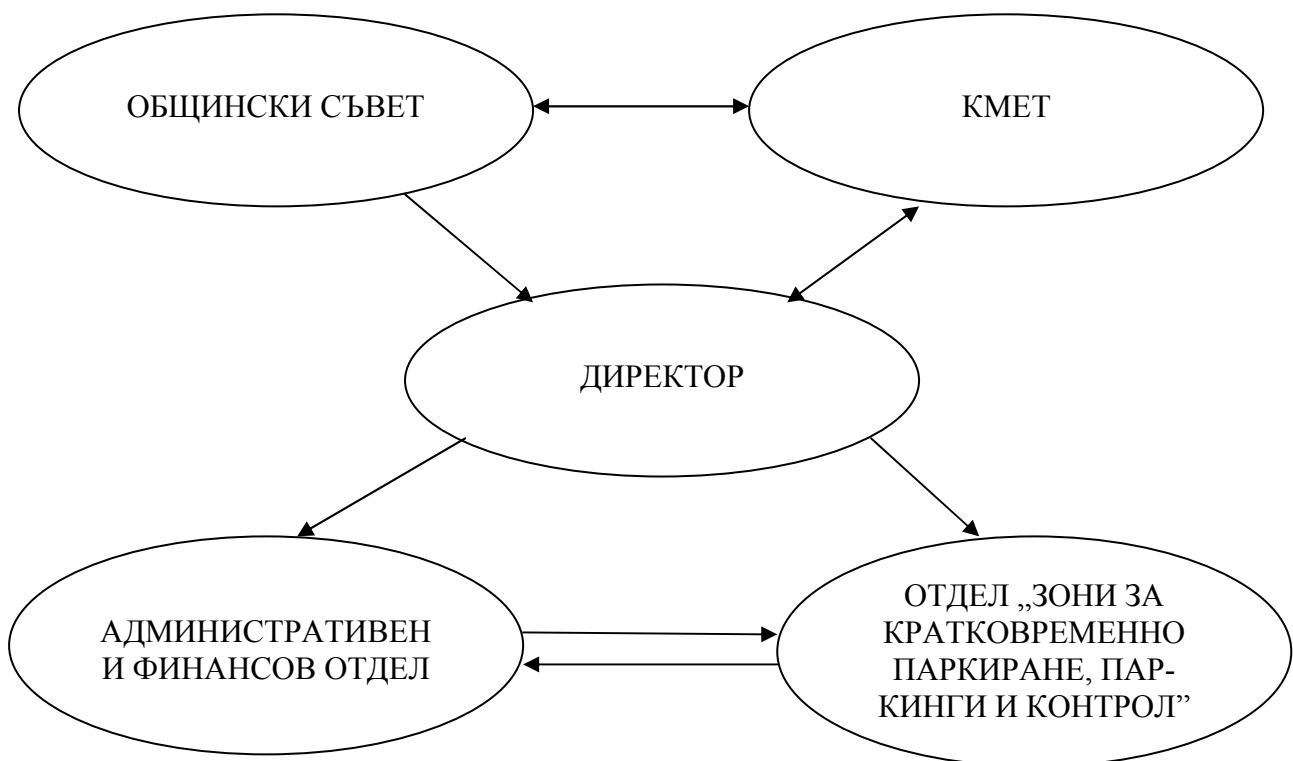 ОБЩИНСКИ СЪВЕТ
КМЕТ
ДИРЕКТОР
АДМИНИСТРАТИВЕН
И ФИНАНСОВ ОТДЕЛ
ОТДЕЛ „ЗОНИ ЗА
КРАТКОВРЕМЕННО
ПАРКИРАНЕ, ПАР-
КИНГИ И КОНТРОЛ”